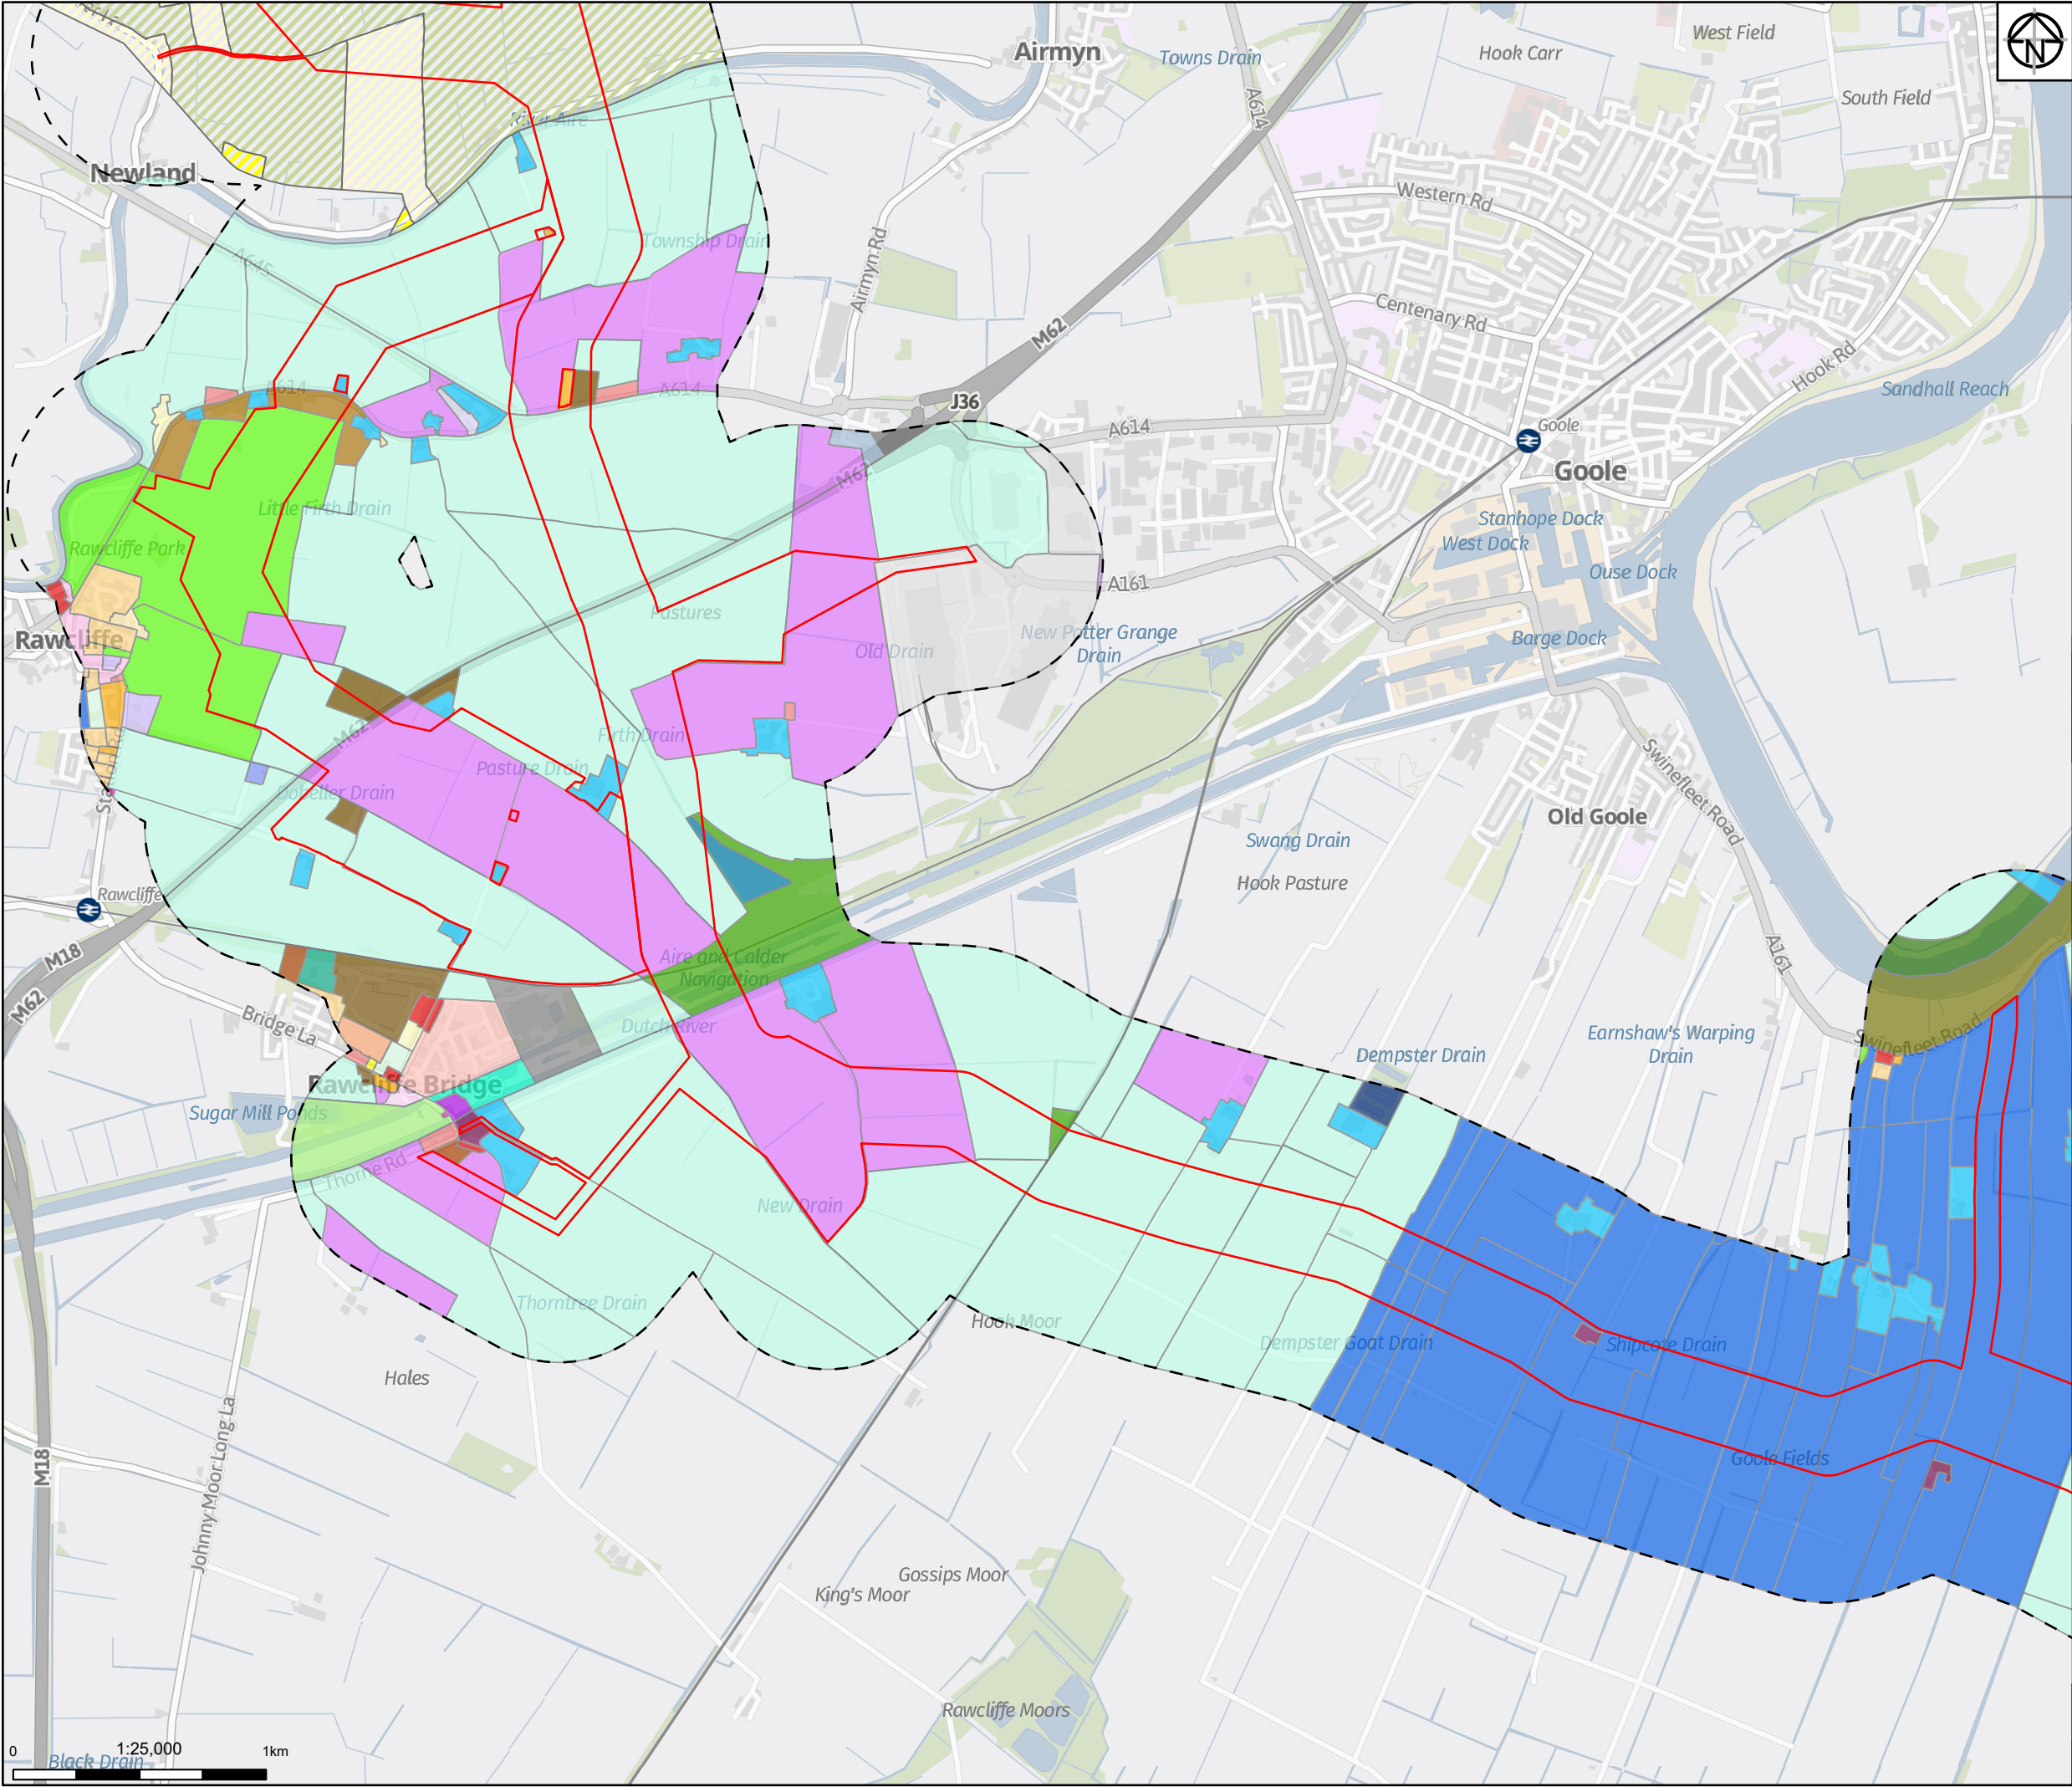 Airmyn
Towns Drain
Hook Carr
West Field
South Field
N
A614
River Aire
Newland
Western Rd
A645
Township Drain
Airmyn Rd
Centenary Rd
M62
Hook Rd
Sandhall Reach
A614
A614
J36
A614
Goole
Goole
M62
Little Firth Drain
Rawcliffe Park
Stanhope Dock
West Dock
Ouse Dock
A161
Pastures
Rawcliffe
Old Drain
New Potter Grange
Drain
Barge Dock
Firth Drain
M62
Pasture Drain
Dobeller Drain
Swinefleet Road
Old Goole
Swang Drain
Hook Pasture
Rawcliffe
M18
M62
Aire and Calder
Navigation
A161
Bridge La
Dutch River
Swinefleet Road
Earnshaw's Warping
Drain
Dempster Drain
Rawcliffe Bridge
Sugar Mill Ponds
Thorne Rd
New Drain
Thorntree Drain
Hook Moor
Dempster Goat Drain
Shipcote Drain
Hales
Johnny Moor Long La
M18
Goole Fields
Gossips Moor
King's Moor
Rawcliffe Moors
Black Drain
0
1:25,000
1km